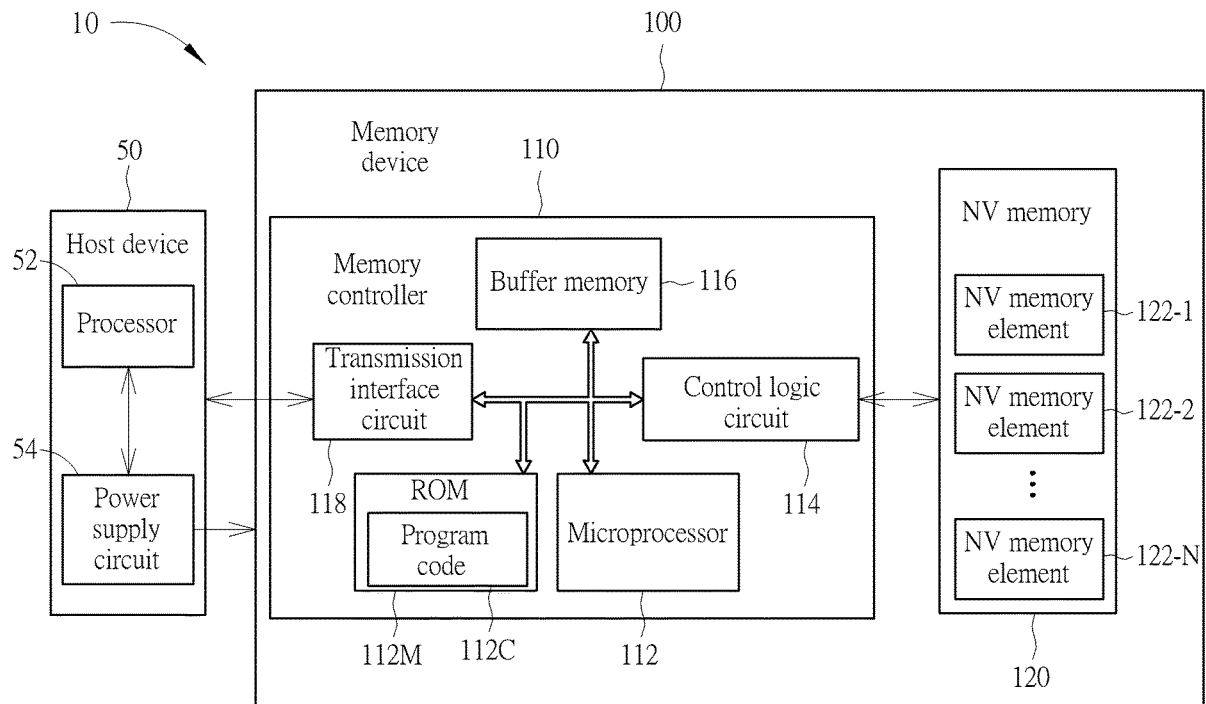 10
100
Memory
device
50
110
Host device
NV memory
52
Memory
controller
Buffer memory
116
Processor
NV memory
element
122-1
Transmission
interface
circuit
Control logic
circuit
NV memory
element
122-2
54
118
114
...
Power
supply
circuit
ROM
Program
code
Microprocessor
NV memory
element
122-N
112M
112C
112
120